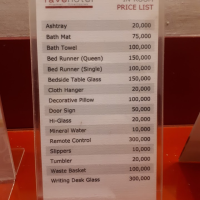 PRICE LIST
Ashtray 20,000
Bath Mat 75,000
Bath Towel 100,000
Bed Runner (Queen) 150,000
Bed Runner (Single) 100,000
Bedside Table Glass 150,000
Cloth Hanger 20,000
Decorative Pillow 100,000
Door Sign 50,000
Hi-Glass 20,000
Mineral Water 10,000
Remote Control 300,000
Slippers 10,000
Tumbler 20,000
Waste Basket 100,000
Writing Desk Glass 300,000